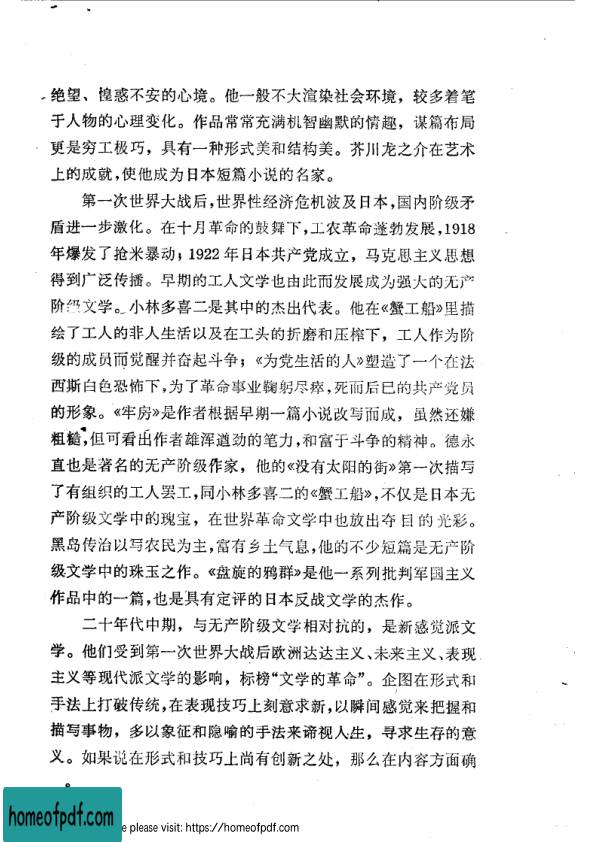 绝望、惶惑不安的心境。他一般不大渲染社会环境，较多着笔
于人物的心理变化。作品常常充满机智幽默的情趣，谋篇布局
更是穷工极巧，具有一种形式美和结构美。芥川龙之介在艺术
上的成就，使他成为日本短篇小说的名家。
第一次世界大战后，世界性经济危机波及日本，国内阶级矛
盾进一步激化。在十月革命的鼓舞下，工农革命蓬勃发展，1918
年爆发了抢米暴动；1922年日本共产党成立，马克思主义思想
得到广泛传播。早期的工人文学也由此而发展成为强大的无产
阶级文学。小林多喜二是其中的杰出代表。他在《蟹工船》里描
绘了工人的非人生活以及在工头的折磨和压榨下，工人作为阶
级的成员而觉醒并奋起斗争；《为党生活的人》塑造了一个在法
西斯白色恐怖下，为了革命事业鞠躬尽瘁，死而后已的共产党员
的形象。《牢房》是作者根据早期一篇小说改写而成，虽然还嫌
粗糙，但可看出作者雄浑遒劲的笔力，和富于斗争的精神。德永
直也是著名的无产阶级作家，他的《没有太阳的街》第一次描写
了有组织的工人罢工，同小林多喜二的《蟹工船》，不仅是日本无
产阶级文学中的瑰宝，在世界革命文学中也放出夺目的光彩。
黑岛传治以写农民为主，富有乡土气息，他的不少短篇是无产阶
级文学中的珠玉之作。《盘旋的鸦群》是他一系列批判军国主义
作品中的一篇，也是具有定评的日本反战文学的杰作。
二十年代中期，与无产阶级文学相对抗的，是新感觉派文
学。他们受到第一次世界大战后欧洲达达主义、未来主义、表现
主义等现代派文学的影响，标榜“文学的革命”。企图在形式和
手法上打破传统，在表现技巧上刻意求新，以瞬间感觉来把握和
描写事物，多以象征和隐喻的手法来谛视人生，寻求生存的意
义。如果说在形式和技巧上尚有创新之处，那么在内容方面确
homeofpdf.com
e please visit: https://homeofpdf.com